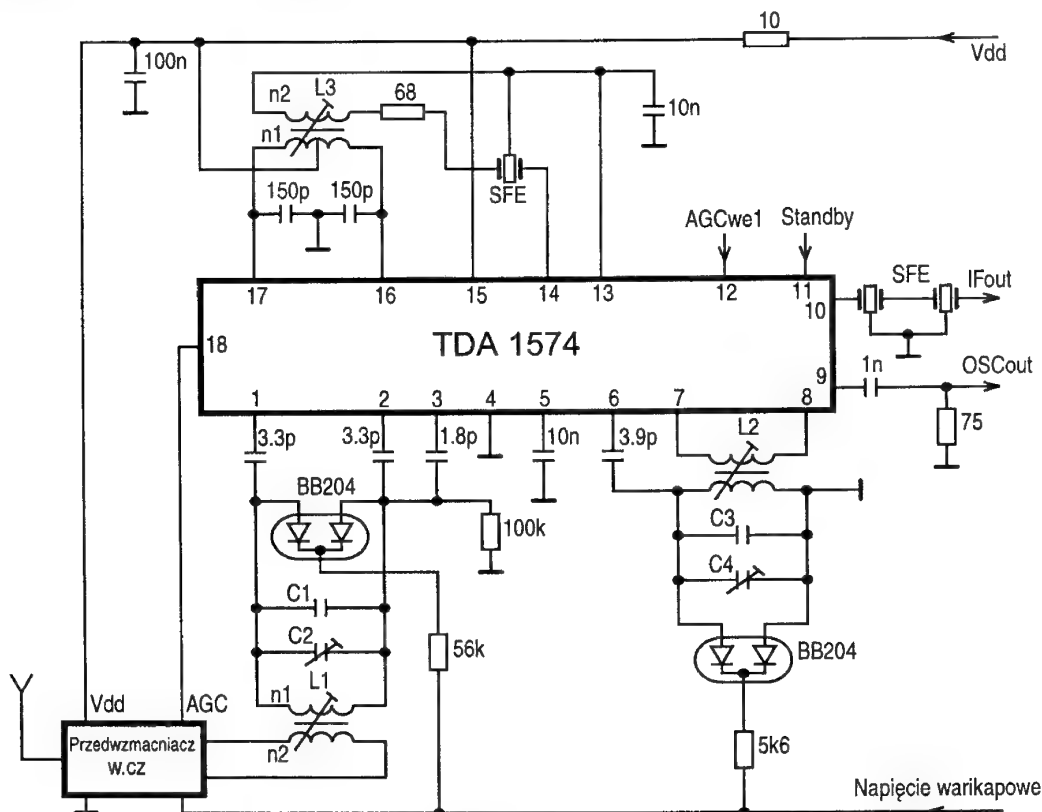 10
Vdd
100n
n2
L3
68
10n
n1
SFE
150p
150p
AGCwe1
Standby
17
16
15
14
13
12
11
SFE
IFout
10
18
TDA 1574
1n
OSCout
9
1
2
3
4
5
6
7
8
75
3.3p
3.3p
1.8p
10n
3.9p
L2
BB204
100k
C3
C4
C1
C2
56k
BB204
n1
L1
Vdd
AGC
n2
Przedwzmacniacz
w.cz
5k6
Napięcie warikapowe